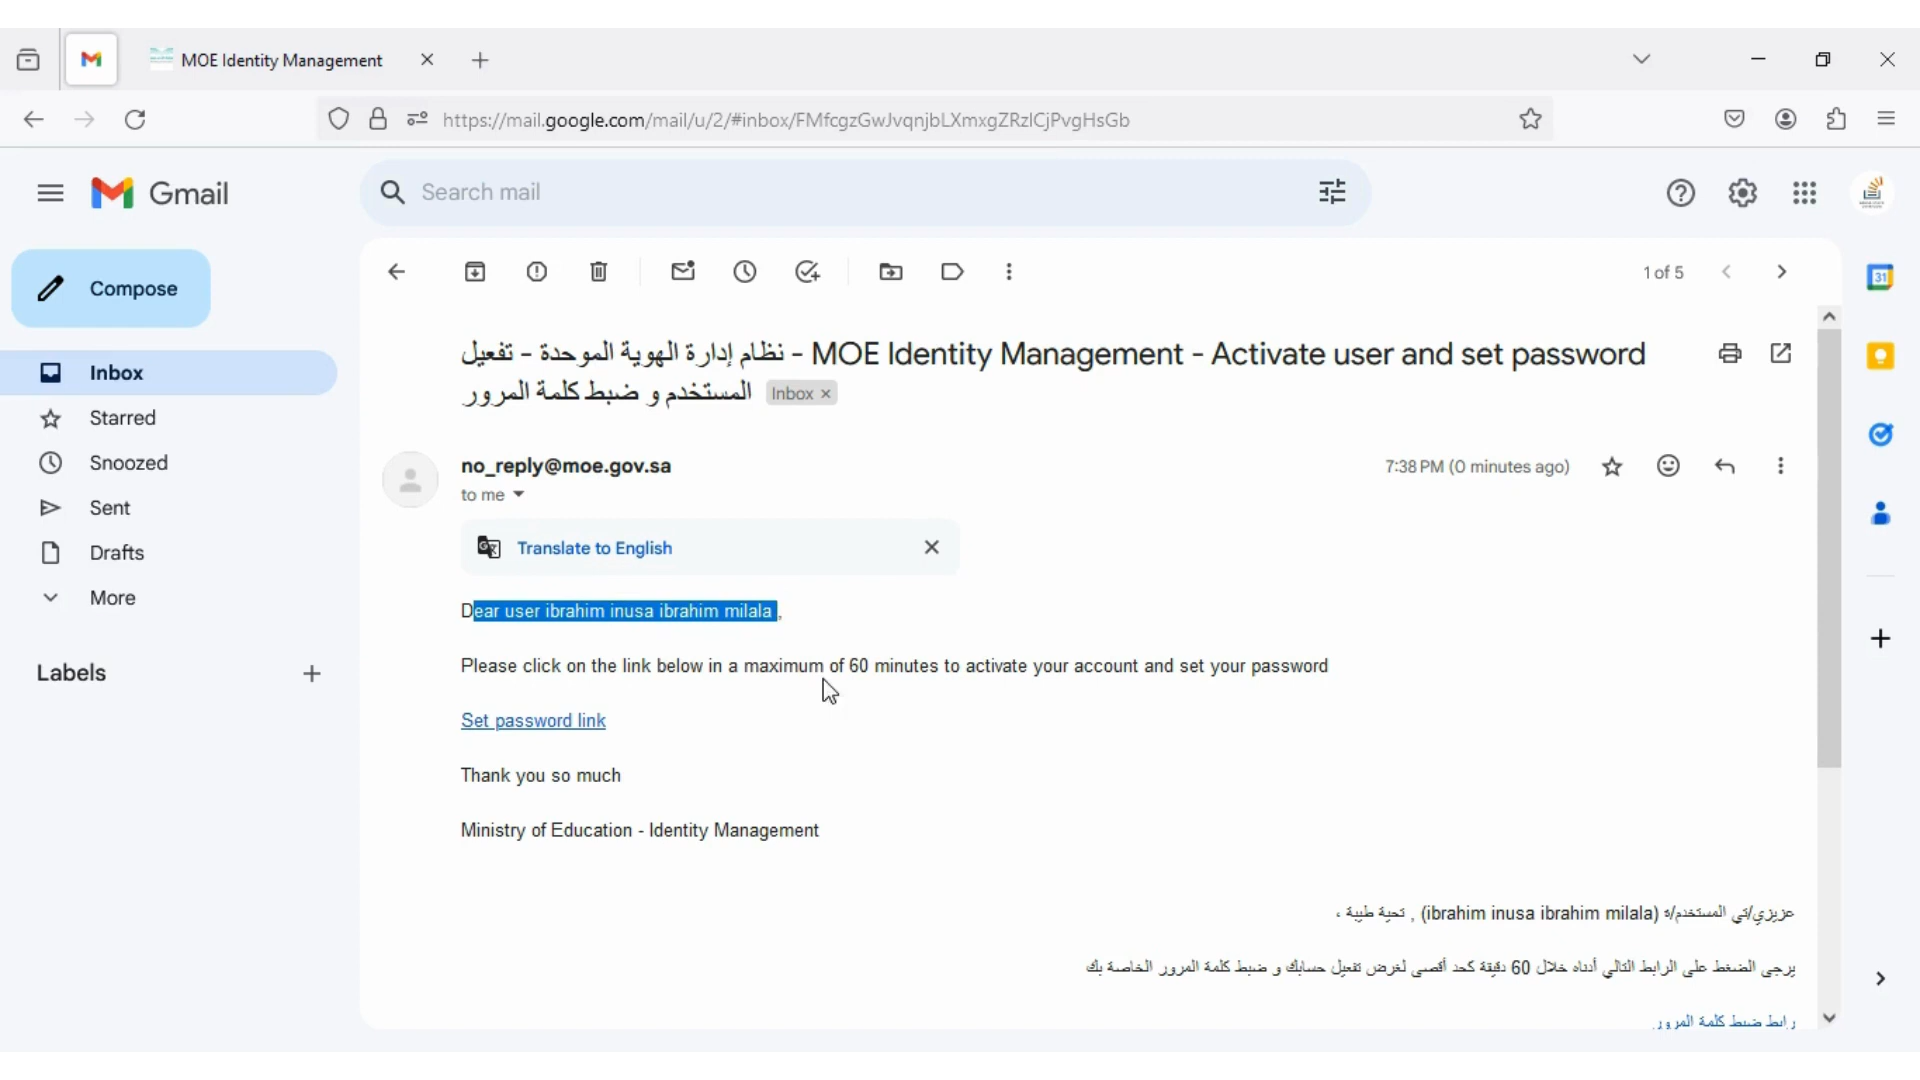 MOE Identity Management
https://mail.google.com/mail/u/2/#inbox/FMfcgzGwJvqnjbLXmxgZRzlCjPvgHsGb
Gmail
Search mail
Compose
1 of 5
نظام إدارة الهوية الموحدة - تفعيل - MOE Identity Management - Activate user and set password
المستخدم و ضبط كلمة المرور
Inbox ×
Inbox
Starred
Snoozed
Sent
Drafts
More
Labels
no_reply@moe.gov.sa
7:38 PM (0 minutes ago)
to me
Translate to English
Dear user ibrahim inusa ibrahim milala ,
Please click on the link below in a maximum of 60 minutes to activate your account and set your password
Set password link
Thank you so much
Ministry of Education - Identity Management
عزيزي/تي المستخدم/ة (ibrahim inusa ibrahim milala) , تحية طيبة ،
يرجى الضغط على الرابط التالي أدناه خلال 60 دقيقة كحد أقصى لغرض تفعيل حسابك و ضبط كلمة المرور الخاصة بك
رابط ضبط كلمة المرور
31